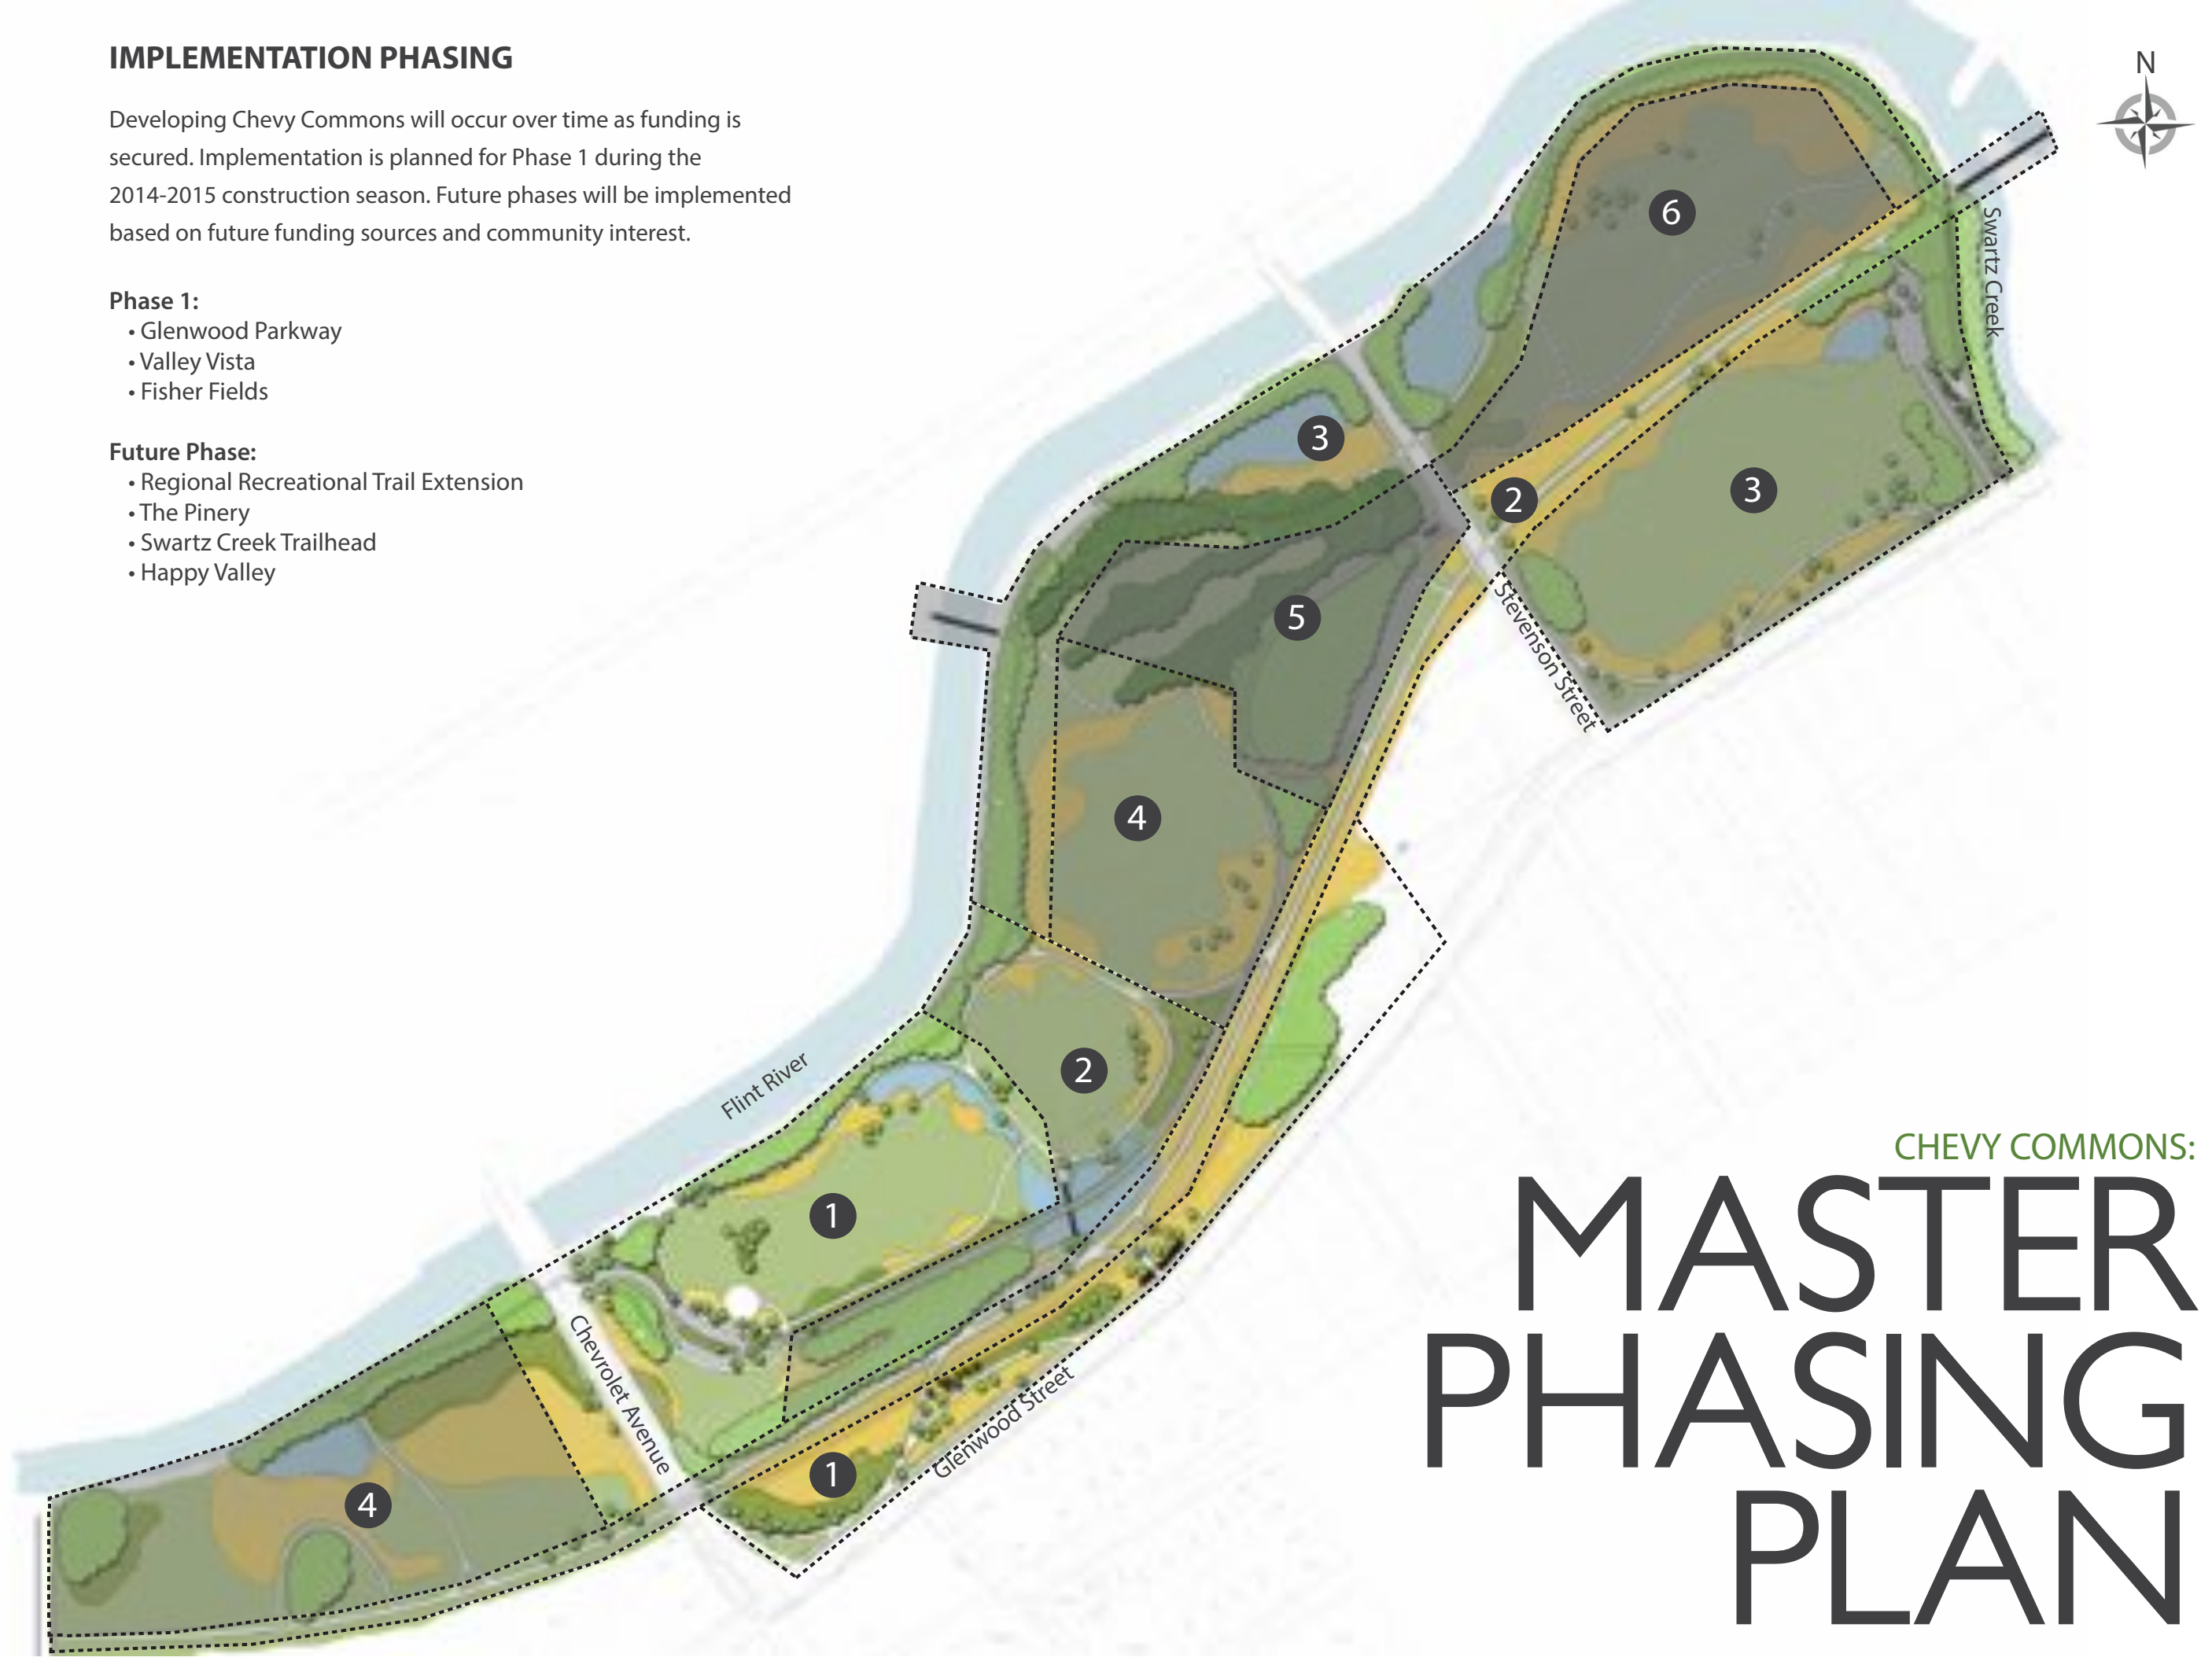 IMPLEMENTATION PHASING
Developing Chevy Commons will occur over time as funding is
secured. Implementation is planned for Phase 1 during the
2014-2015 construction season. Future phases will be implemented
based on future funding sources and community interest.
Phase 1:
• Glenwood Parkway
• Valley Vista
• Fisher Fields
Future Phase:
• Regional Recreational Trail Extension
• The Pinery
• Swartz Creek Trailhead
• Happy Valley
N
6
Swartz Creek
3
2
3
5
Stevenson Street
4
2
Flint River
1
Chevrolet Avenue
Glenwood Street
1
4
CHEVY COMMONS:
MASTER
PHASING
PLAN